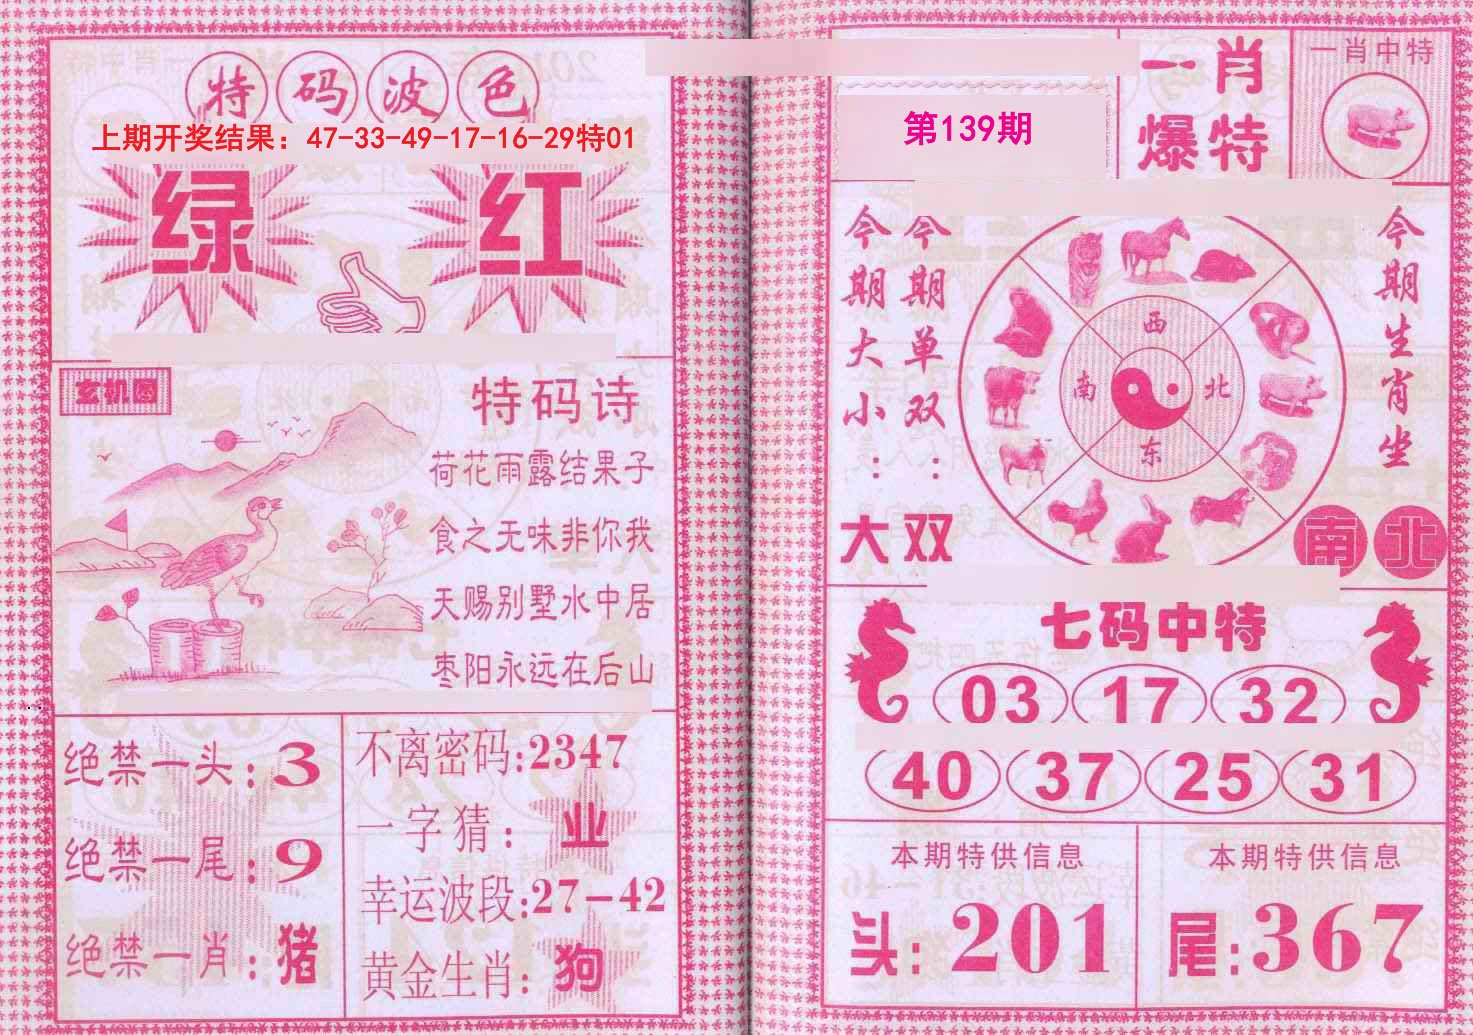 特码波色
上期开奖结果：47-33-49-17-16-29特01
绿 红
玄机图
特码诗
荷花雨露结果子
食之无味非你我
天赐别墅水中居
枣阳永远在后山
绝禁一头：3
绝禁一尾：9
绝禁一肖：猪
不离密码：2347
一字猜：业
幸运波段：27-42
黄金生肖：狗
第139期
一肖
爆特
一肖中特
今期大小：大
今期单双：双
西
南 北
东
今期生肖坐
南北
七码中特
03 17 32
40 37 25 31
本期特供信息
头：201
本期特供信息
尾：367